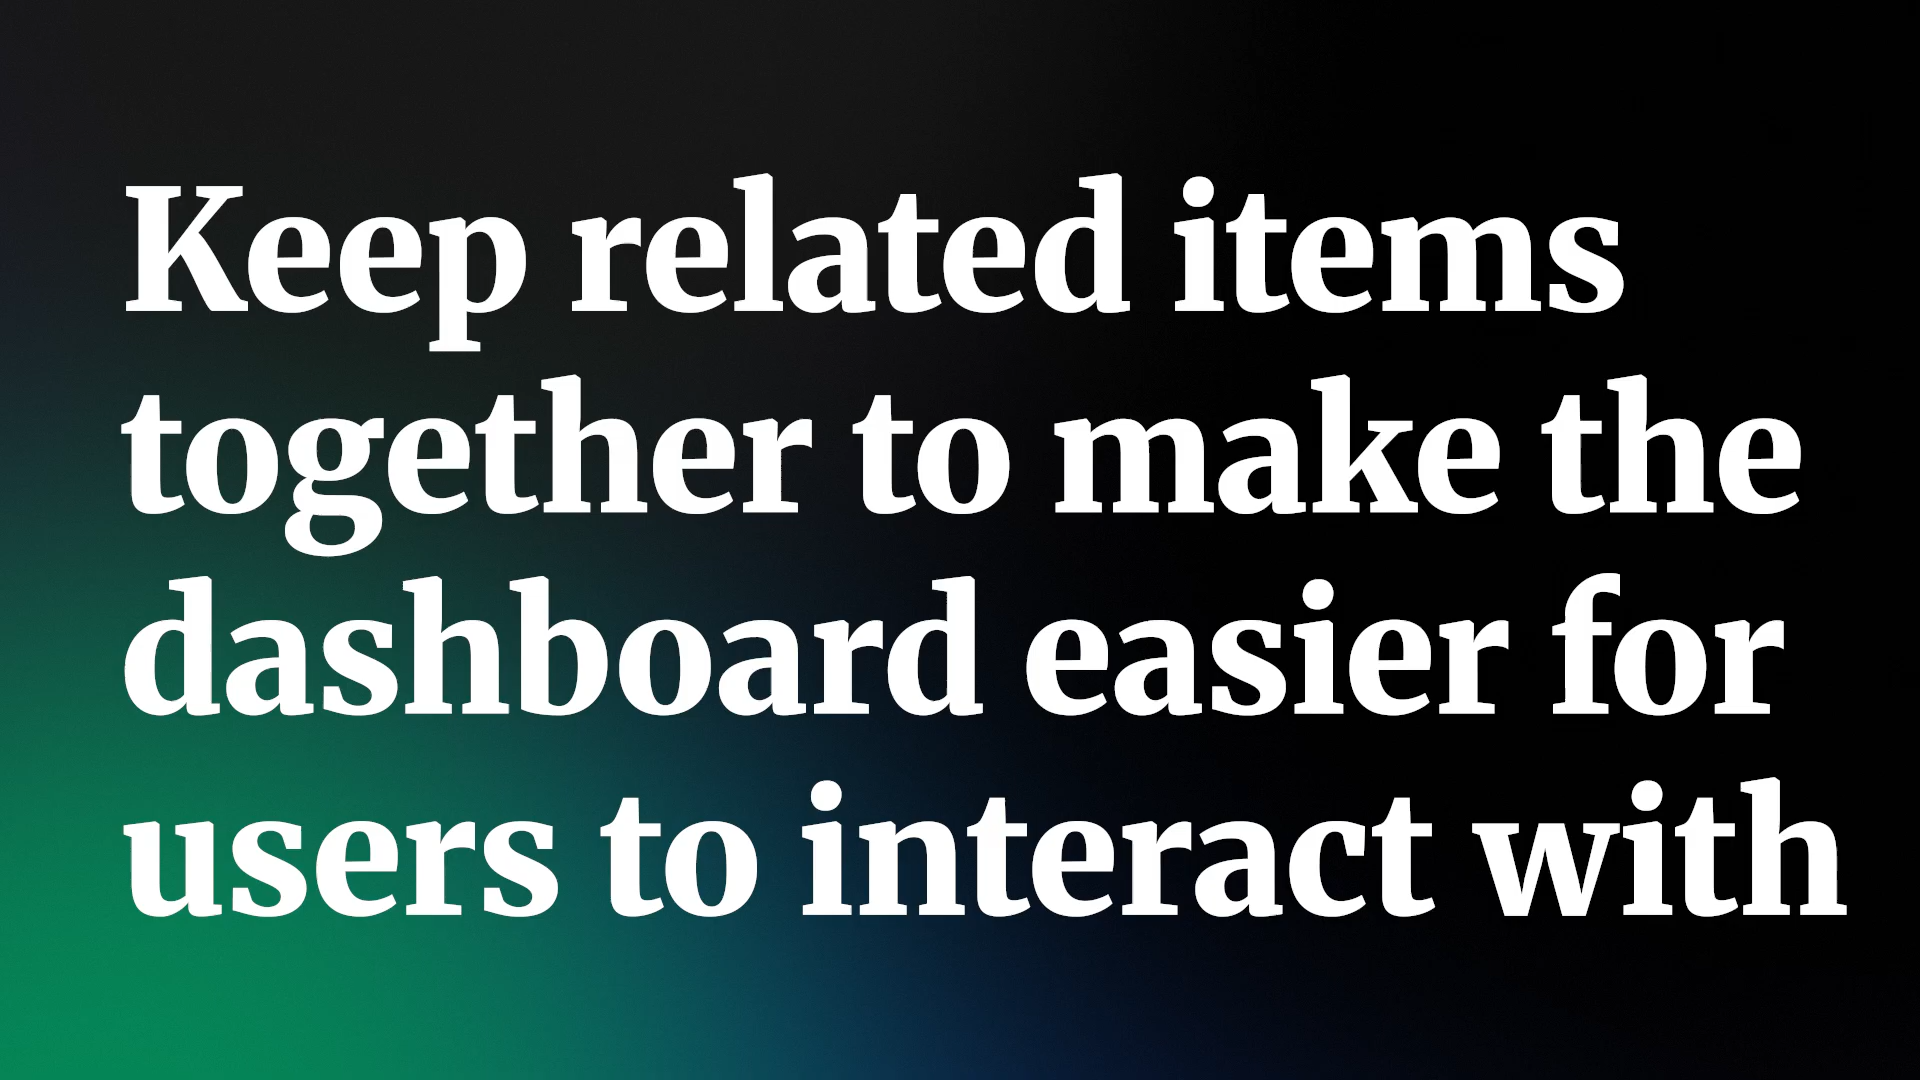 Keep related items
together to make the
dashboard easier for
users to interact with